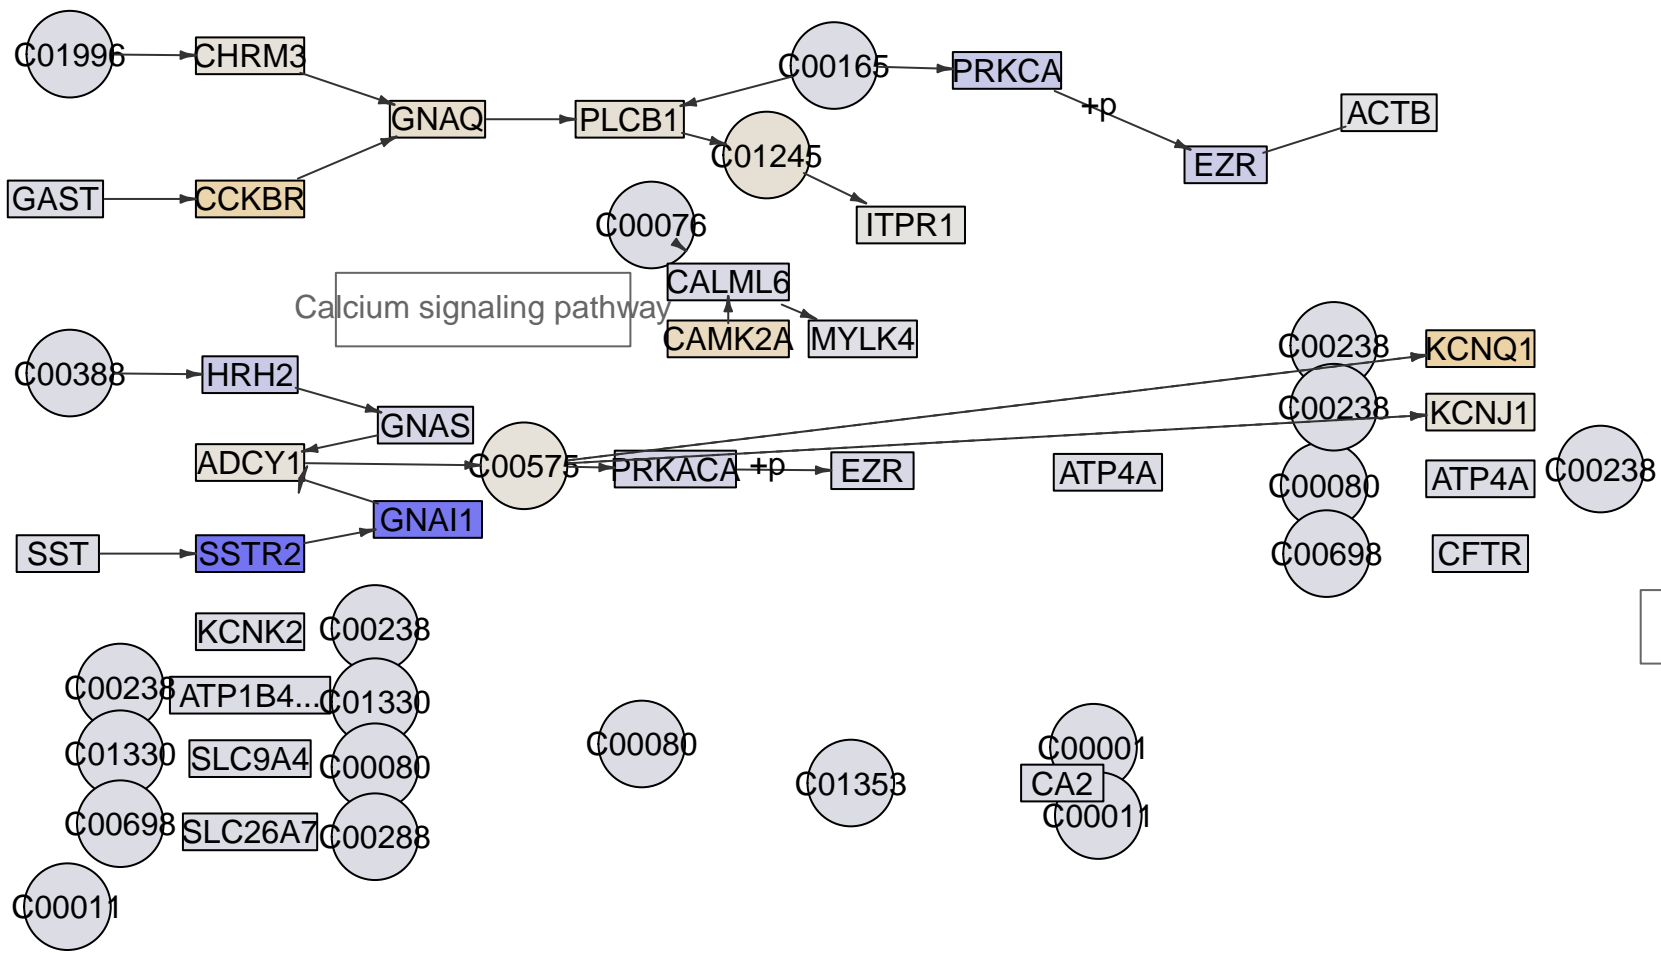 C01996
CHRM3
C00165
PRKCA
+p
ACTB
GNAQ
PLCB1
C01245
EZR
GAST
CCKBR
C00076
ITPR1
CALML6
Calcium signaling pathway
CAMK2A
MYLK4
C00238
KCNQ1
C00388
HRH2
C00238
KCNJ1
GNAS
ADCY1
C00575
PRKACA
+p
EZR
ATP4A
C00080
ATP4A
C00238
GNAI1
SST
SSTR2
C00698
CFTR
KCNK2
C00238
C00238
ATP1B4...
C01330
C01330
SLC9A4
C00080
C00080
C01353
C00001
CA2
C00011
C00698
SLC26A7
C00288
C00011